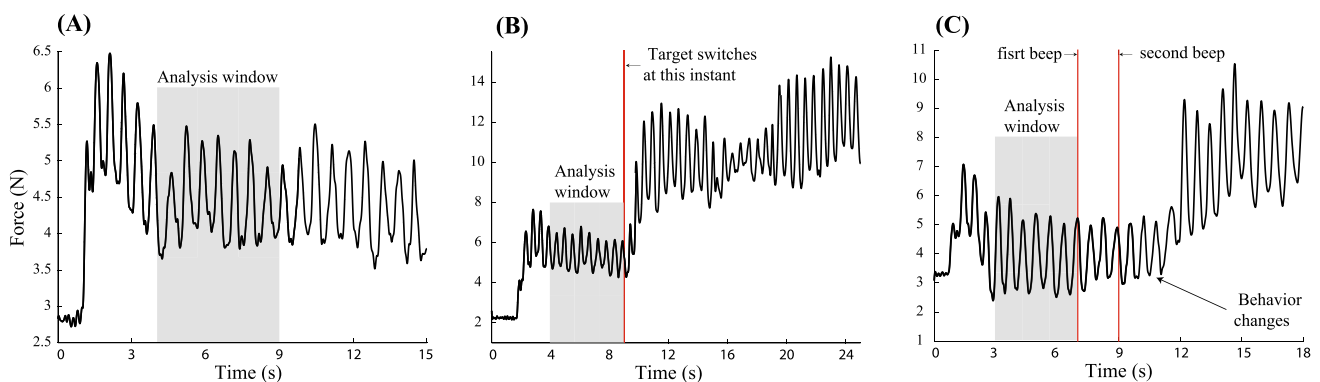 (A)
6.5
6
5.5
5
4.5
4
3.5
3
2.5
Force (N)
Analysis window
0 3 6 9 12 15
Time (s)
(B)
14
12
10
8
6
4
2
Target switches
at this instant
Analysis
window
0 4 8 12 16 20 24
Time (s)
(C)
11
10
9
8
7
6
5
4
3
2
1
fisrt beep
second beep
Analysis
window
Behavior
changes
0 3 6 9 12 15 18
Time (s)